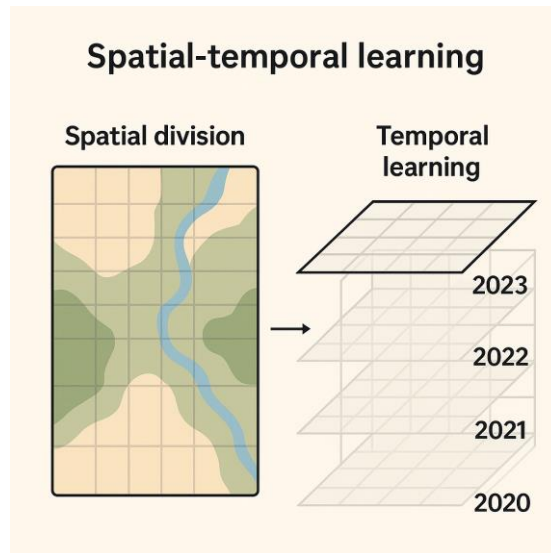 Spatial-temporal learning
Spatial division
Temporal
learning
2023
2022
2021
2020